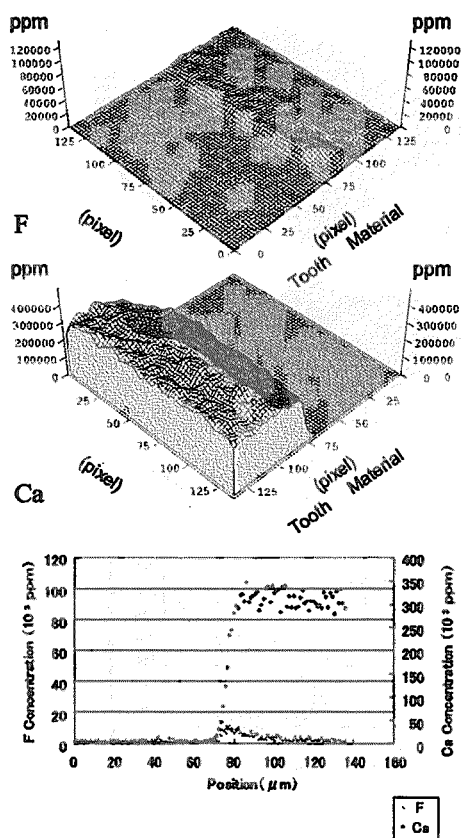 ppm ppm
120000 120000
100000 100000
80000 80000
60000 60000
40000 40000
20000 20000
0 0
125 125
100 100
75 75
50 50
25 25
0 0
F
(pixel) (pixel)
Tooth Material
ppm ppm
400000 400000
300000 300000
200000 200000
100000 100000
0 0 0
25 25
50 50
75 75
100 100
125 125
Ca
(pixel) (pixel)
Tooth Material
120 400
100 350
80 300
60 250
40 200
20 150
0 100
50
0
F Concentration (10³ ppm)
Ca Concentration (10³ ppm)
0 20 40 60 80 100 120 140 160
Position(μm)
F
Ca